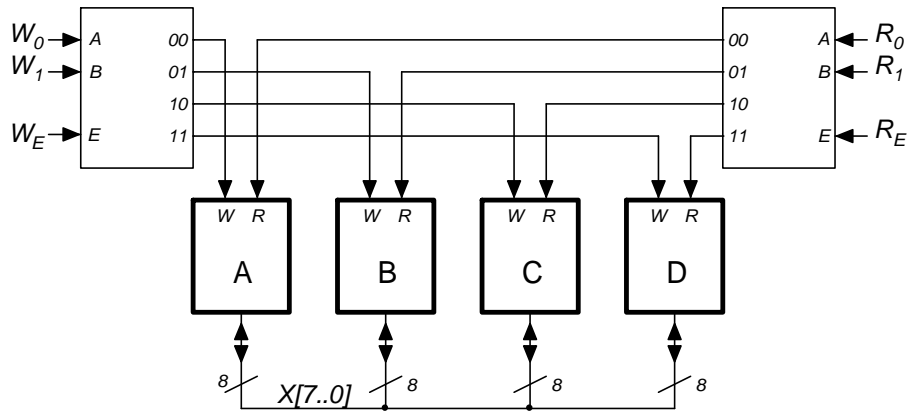 W0 A 00 00 A R0
W1 B 01 01 B R1
10 10
WE E 11 11 E RE
W R W R W R W R
A B C D
8 X[7..0] 8 8 8